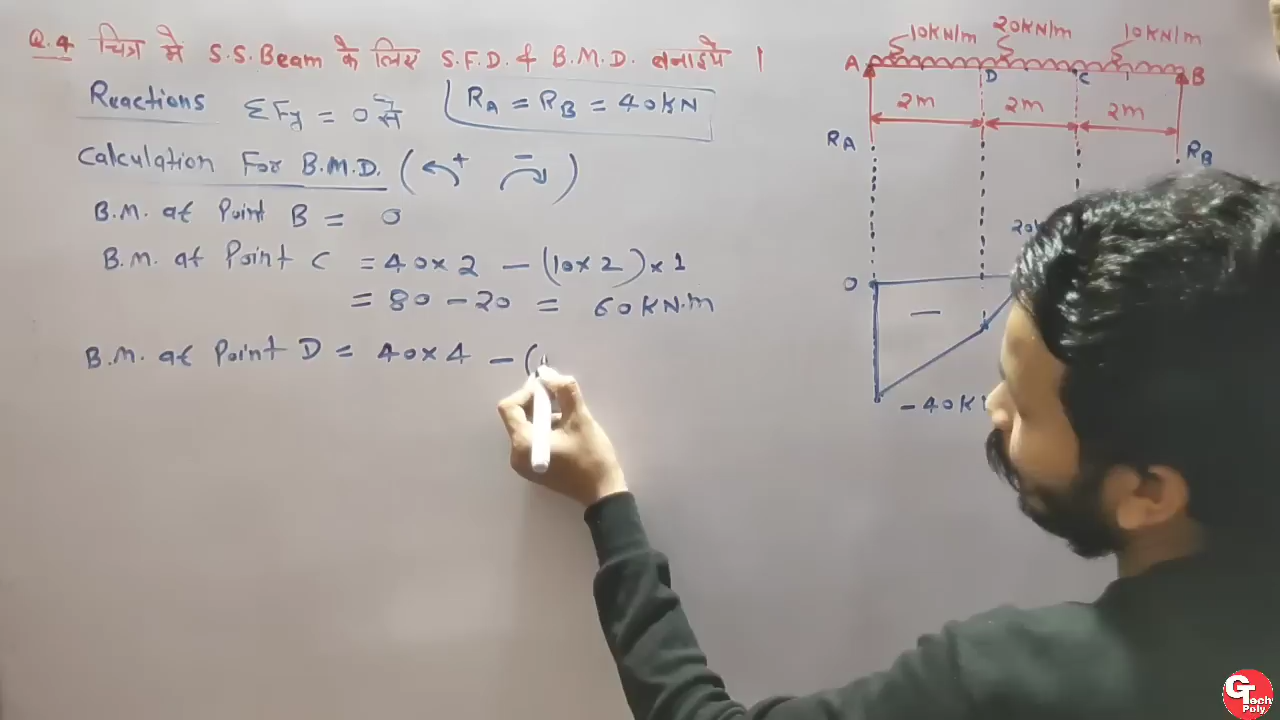 Q.4 चित्र में S.S.Beam के लिए S.F.D. & B.M.D. बनाइये ।
Reactions ΣFy = 0 से RA = RB = 40kN
Calculation For B.M.D. ( + - )
B.M. at Point B = 0
B.M. at Point C = 40×2 - (10×2)×1
= 80 - 20 = 60KN.m
B.M. at Point D = 40×4 - (
10KN/m 20KN/m 10KN/m
A D C B
2m 2m 2m
RA RB
0
-
-40K
G Tech Poly